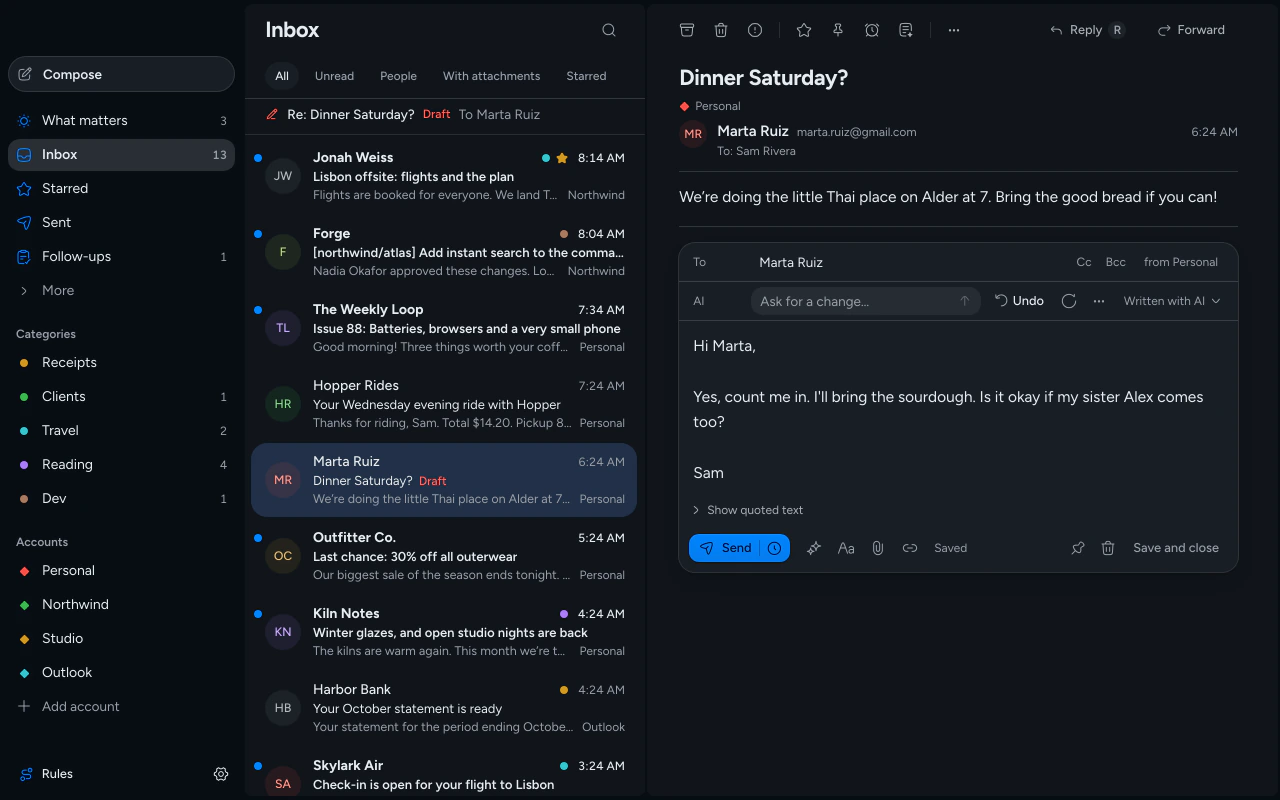 Compose
What matters 3
Inbox 13
Starred
Sent
Follow-ups 1
More
Categories
Receipts
Clients 1
Travel 2
Reading 4
Dev 1
Accounts
Personal
Northwind
Studio
Outlook
Add account
Rules
Inbox
All Unread People With attachments Starred
Re: Dinner Saturday? Draft To Marta Ruiz
JW Jonah Weiss 8:14 AM
Lisbon offsite: flights and the plan
Flights are booked for everyone. We land T... Northwind
F Forge 8:04 AM
[northwind/atlas] Add instant search to the comma...
Nadia Okafor approved these changes. Lo... Northwind
TL The Weekly Loop 7:34 AM
Issue 88: Batteries, browsers and a very small phone
Good morning! Three things worth your coff... Personal
HR Hopper Rides 7:24 AM
Your Wednesday evening ride with Hopper
Thanks for riding, Sam. Total $14.20. Pickup 8... Personal
MR Marta Ruiz 6:24 AM
Dinner Saturday? Draft
We're doing the little Thai place on Alder at 7... Personal
OC Outfitter Co. 5:24 AM
Last chance: 30% off all outerwear
Our biggest sale of the season ends tonight. ... Personal
KN Kiln Notes 4:24 AM
Winter glazes, and open studio nights are back
The kilns are warm again. This month we're t... Personal
HB Harbor Bank 4:24 AM
Your October statement is ready
Your statement for the period ending Octobe... Outlook
SA Skylark Air 3:24 AM
Check-in is open for your flight to Lisbon
Reply R Forward
Dinner Saturday?
Personal
MR Marta Ruiz marta.ruiz@gmail.com 6:24 AM
To: Sam Rivera
We're doing the little Thai place on Alder at 7. Bring the good bread if you can!
To Marta Ruiz Cc Bcc from Personal
AI Ask for a change... Undo Written with AI
Hi Marta,
Yes, count me in. I'll bring the sourdough. Is it okay if my sister Alex comes
too?
Sam
Show quoted text
Send Aa Saved Save and close